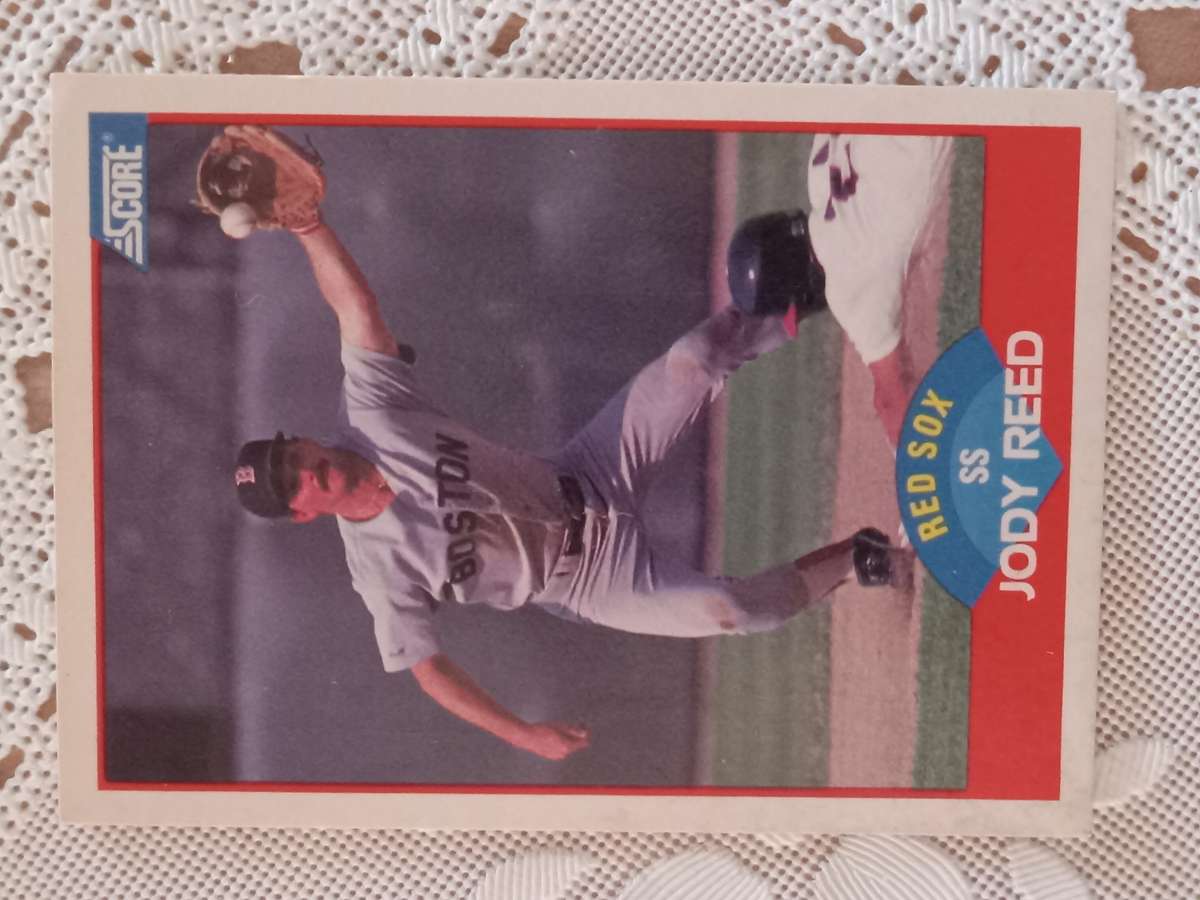 SCORE®
B
BOSTON
RED SOX
SS
JODY REED